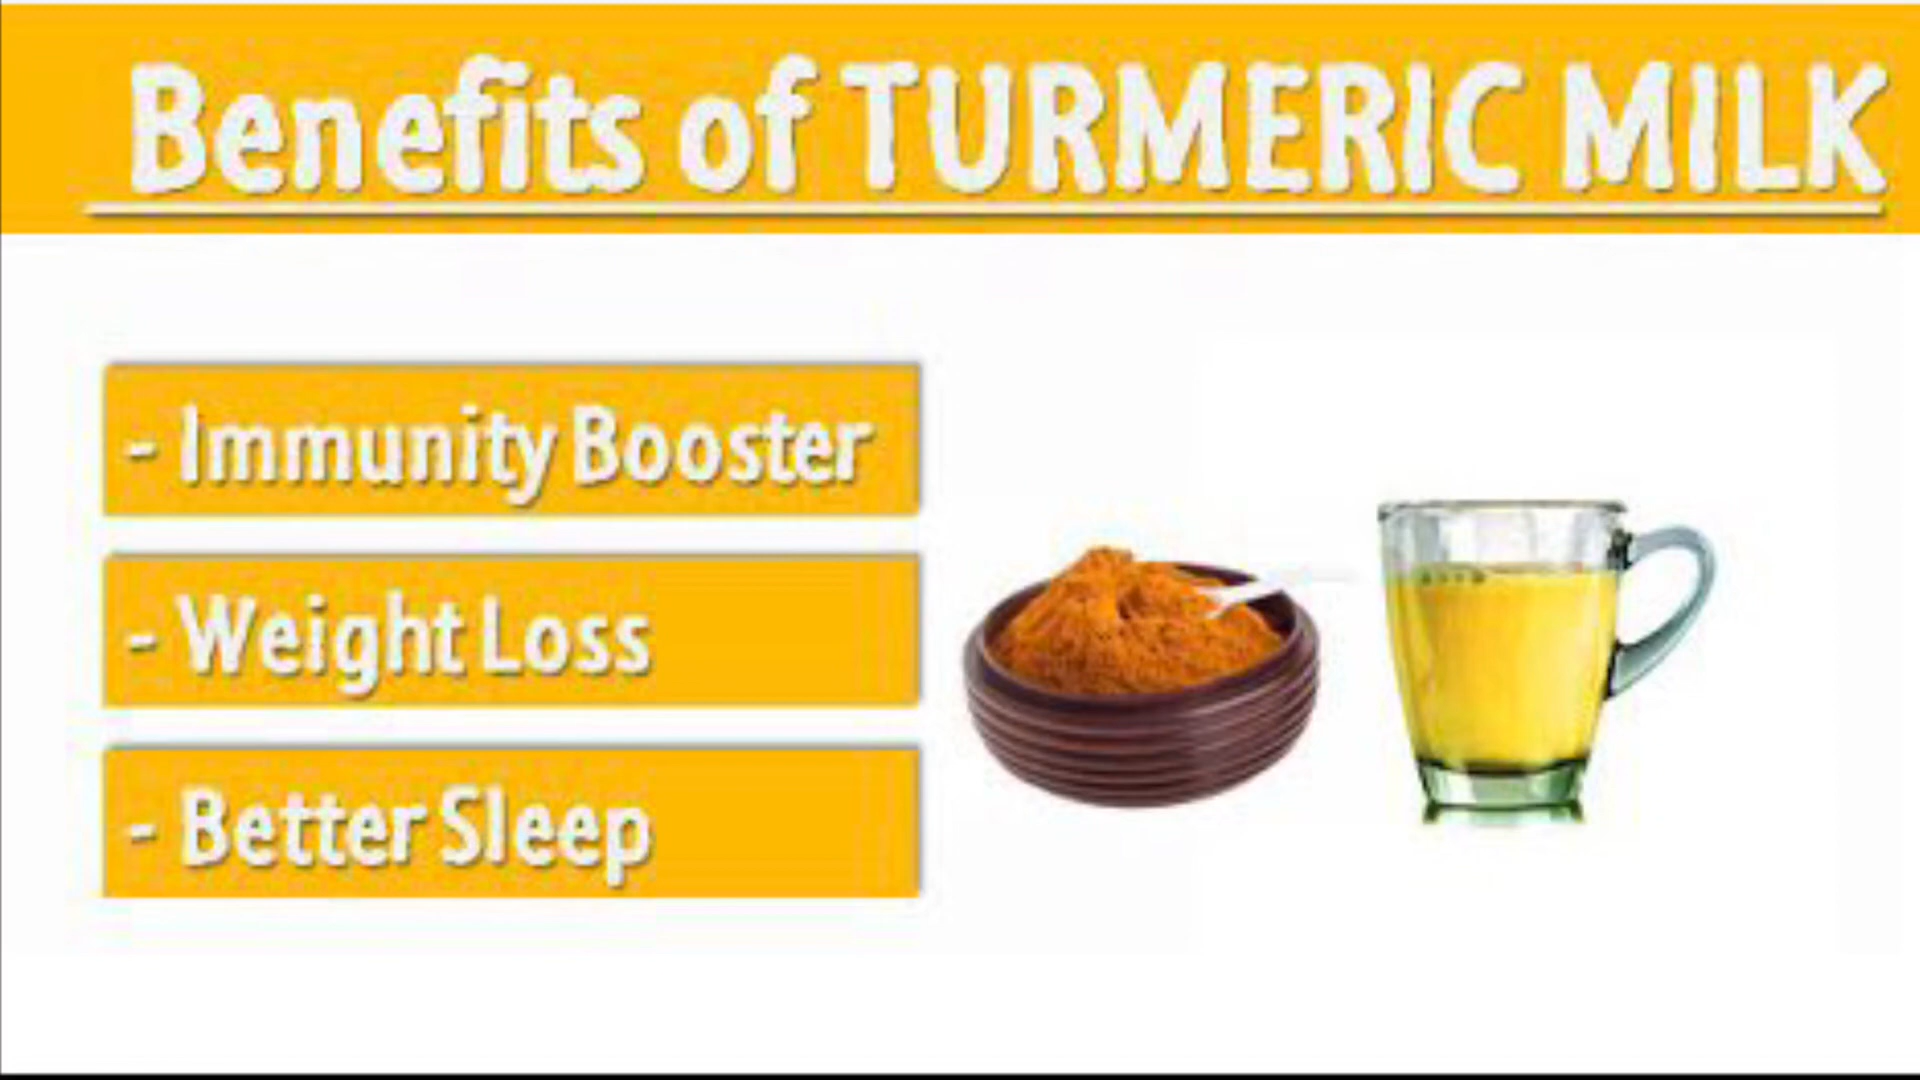 Benefits of TURMERIC MILK
- Immunity Booster
- Weight Loss
- Better Sleep